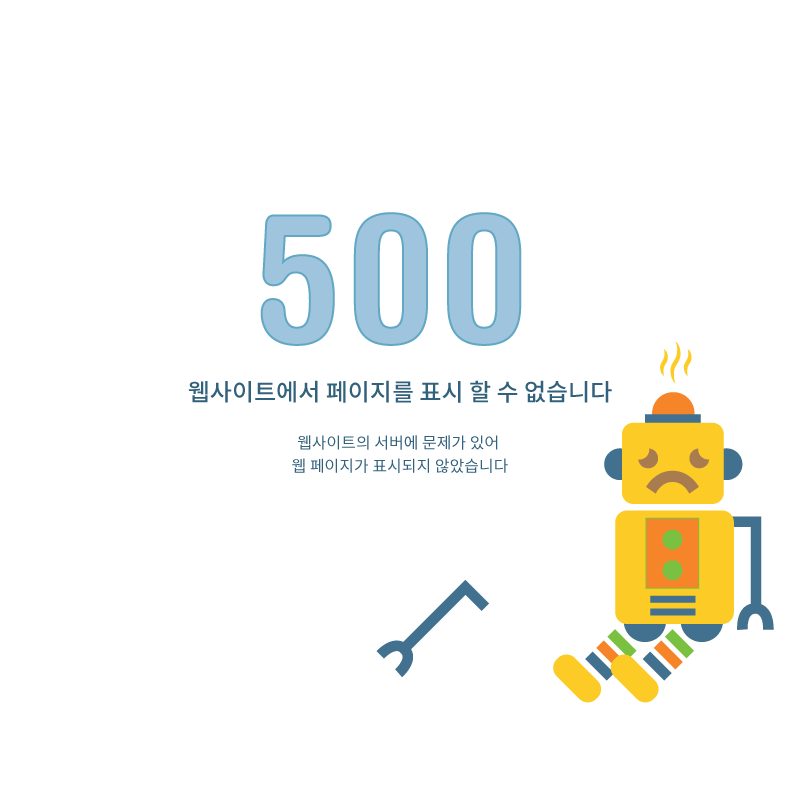 500
웹사이트에서 페이지를 표시 할 수 없습니다
웹사이트의 서버에 문제가 있어
웹 페이지가 표시되지 않았습니다